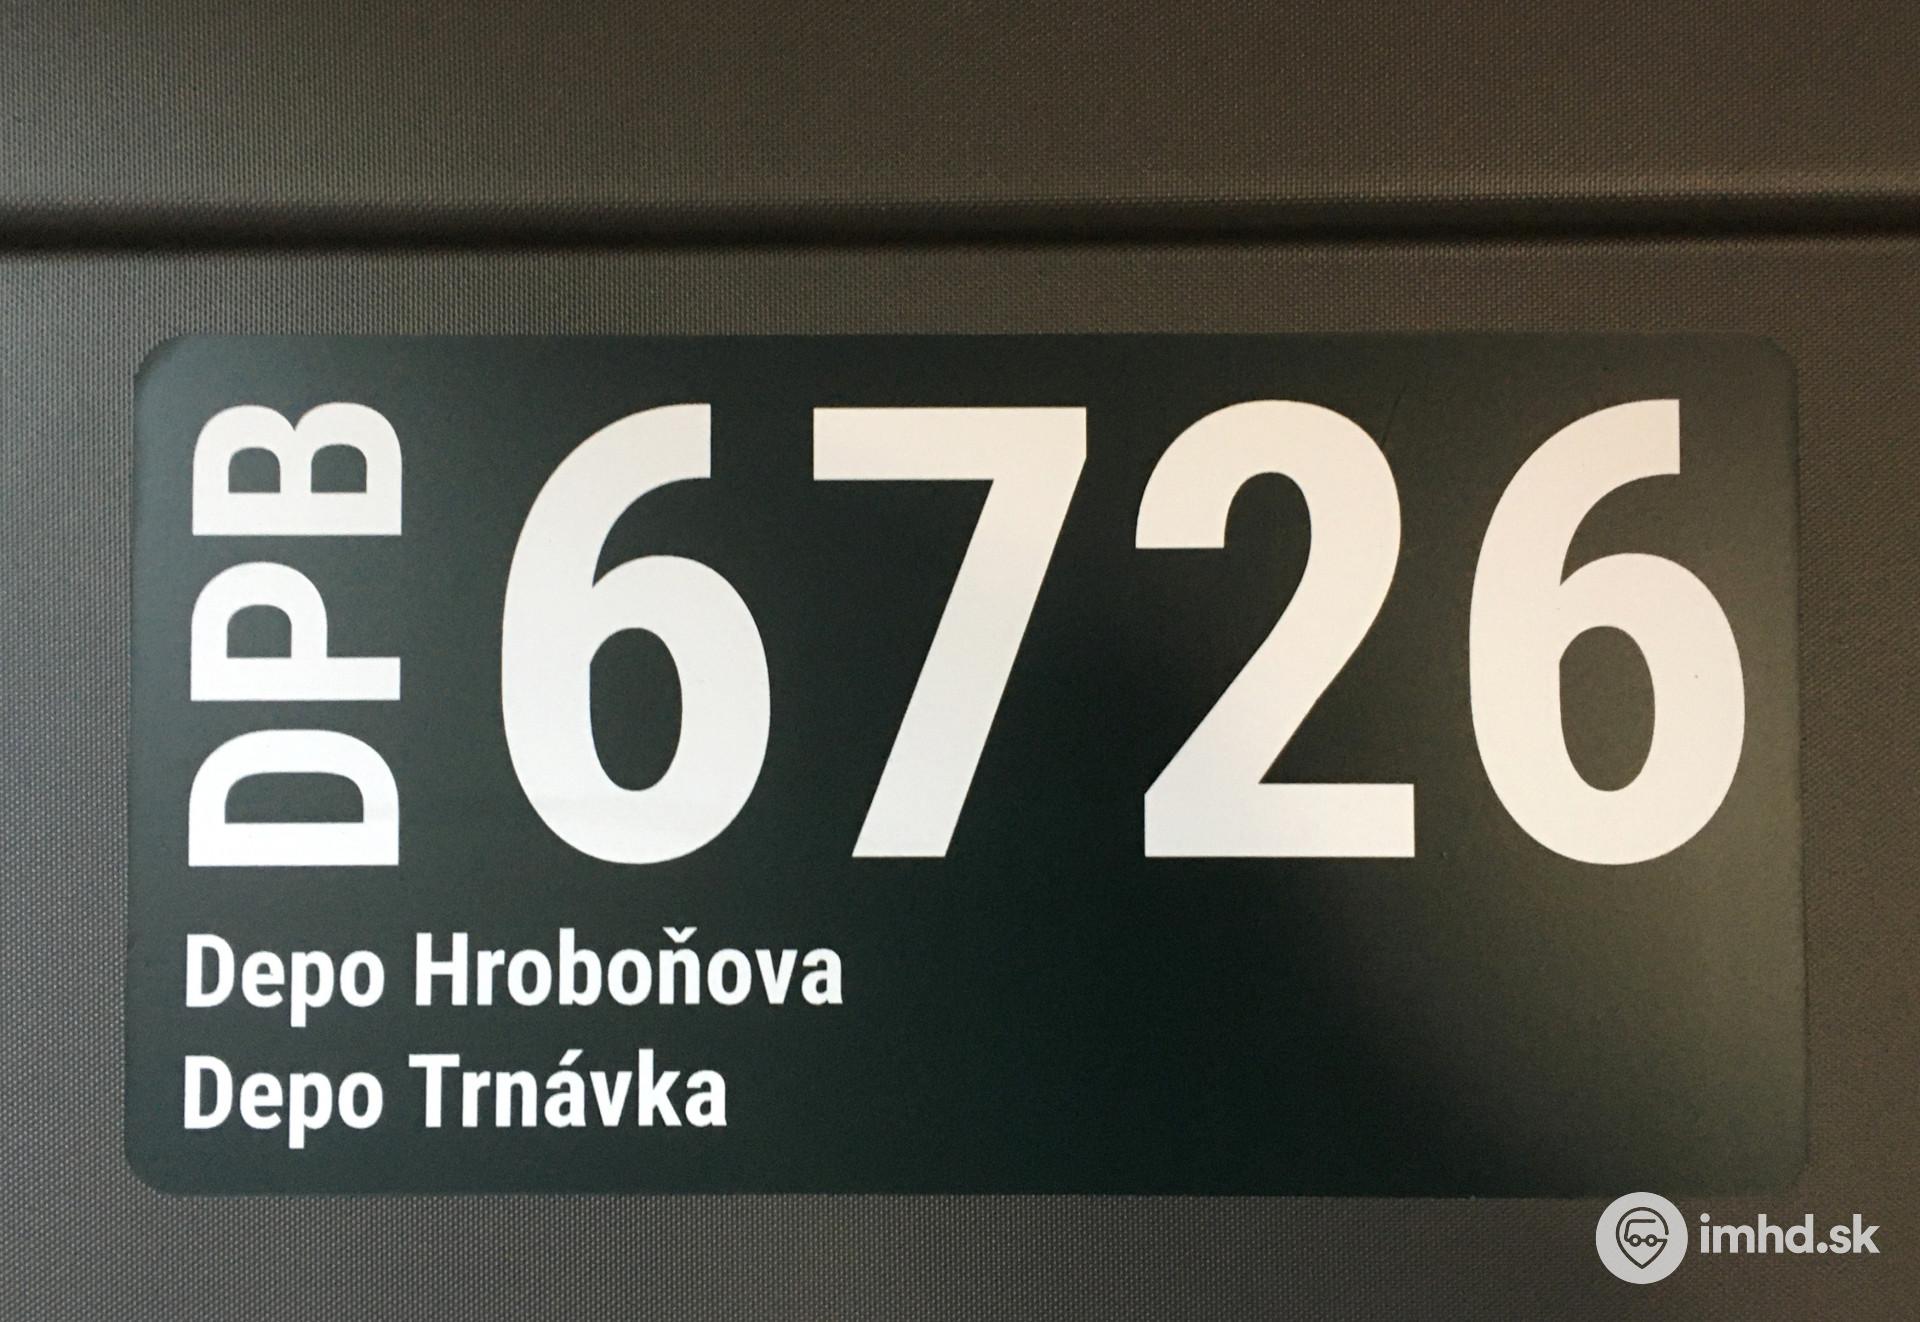 DPB 6726
Depo Hroboňova
Depo Trnávka
imhd.sk